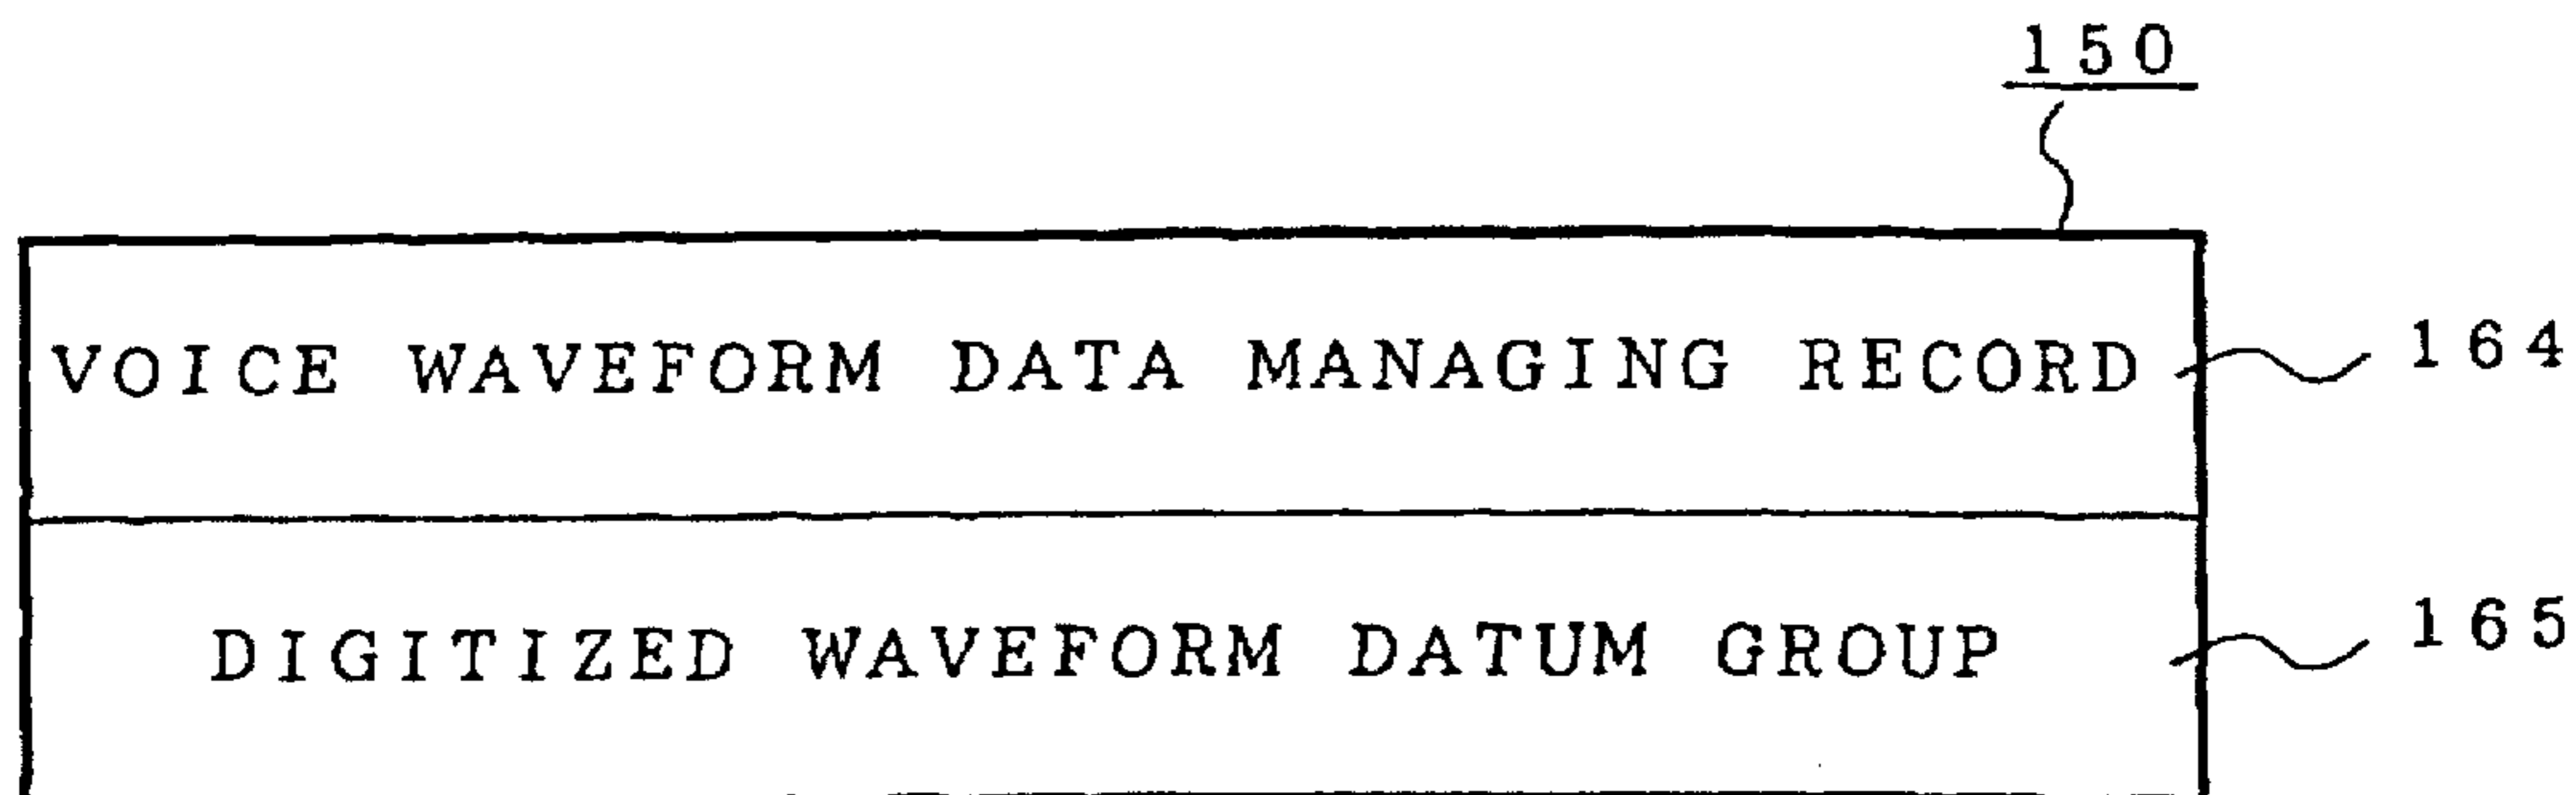 150
VOICE WAVEFORM DATA MANAGING RECORD 164
DIGITIZED WAVEFORM DATUM GROUP 165